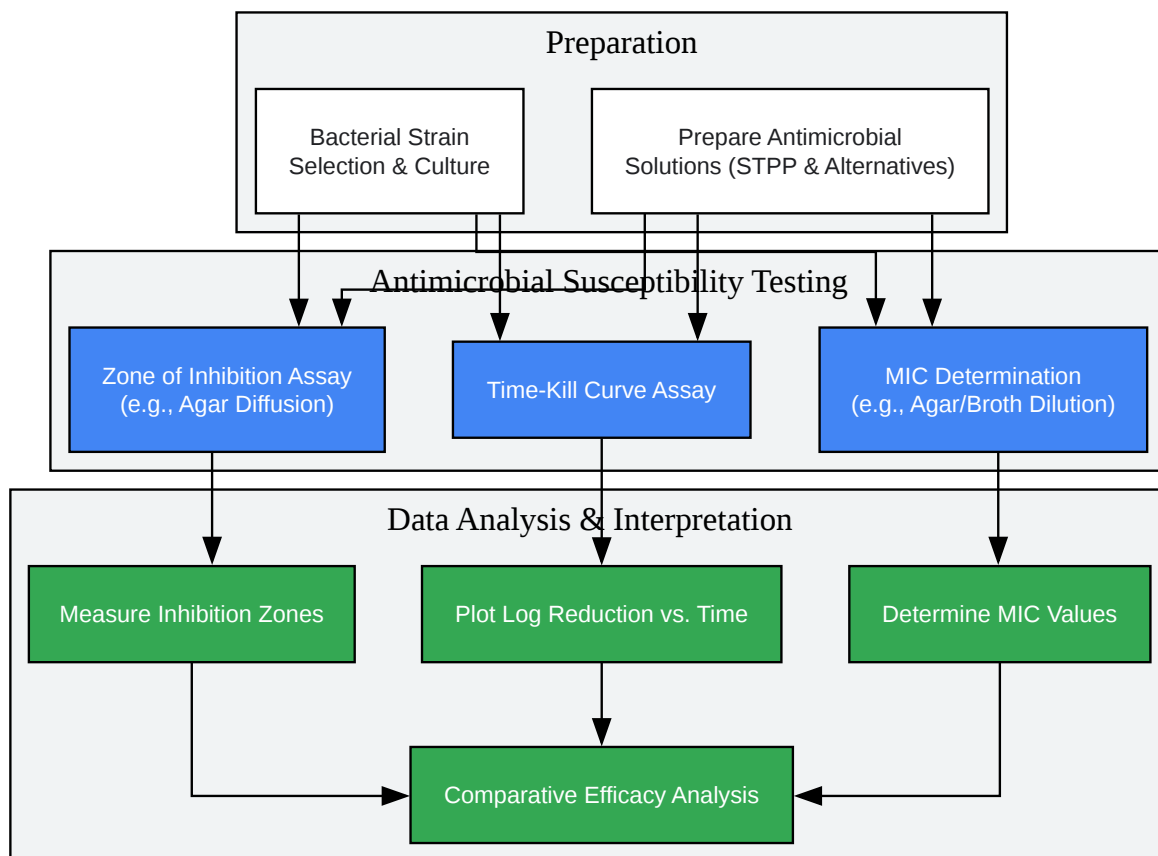 Preparation
Bacterial Strain
Selection & Culture
Prepare Antimicrobial
Solutions (STPP & Alternatives)
Antimicrobial Susceptibility Testing
Zone of Inhibition Assay
(e.g., Agar Diffusion)
Time-Kill Curve Assay
MIC Determination
(e.g., Agar/Broth Dilution)
Data Analysis & Interpretation
Measure Inhibition Zones
Plot Log Reduction vs. Time
Determine MIC Values
Comparative Efficacy Analysis